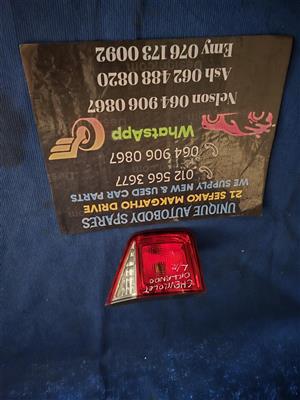 UNIQUE AUTOBODY SPARES
21 SEFAKO MAKGATHO DRIVE
WE SUPPLY NEW & USED CAR PARTS
012 566 3677
064 906 0867
WhatsApp
Nelson 064 906 0867
Ash 062 488 0820
Emy 076 173 0092
CHEVROLET
ORLANDO